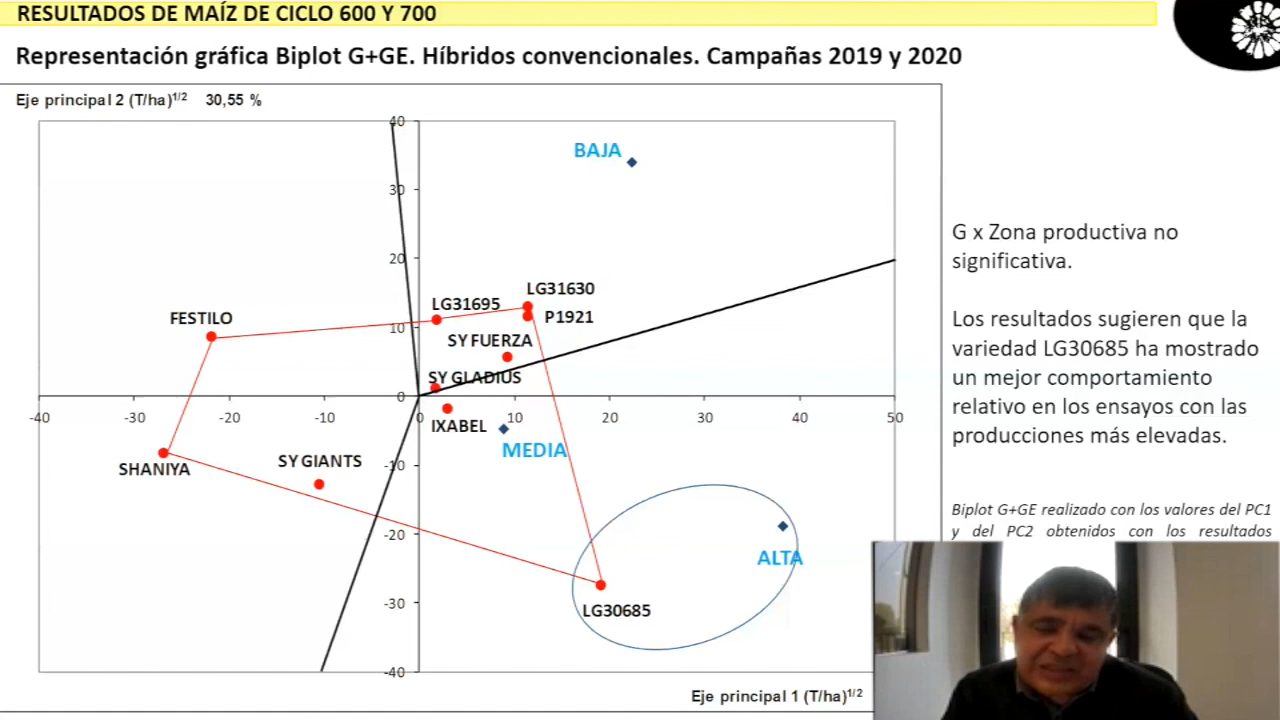 RESULTADOS DE MAÍZ DE CICLO 600 Y 700
Representación gráfica Biplot G+GE. Híbridos convencionales. Campañas 2019 y 2020
Eje principal 2 (T/ha)1/2 30,55 %
40
BAJA
30
20
LG31630
LG31695
P1921
FESTILO
10
SY FUERZA
SY GLADIUS
0
-40 -30 -20 -10 0 10 20 30 40 50
IXABEL
MEDIA
SHANIYA
SY GIANTS
-10
-20
ALTA
-30
LG30685
-40
Eje principal 1 (T/ha)1/2
G x Zona productiva no
significativa.
Los resultados sugieren que la
variedad LG30685 ha mostrado
un mejor comportamiento
relativo en los ensayos con las
producciones más elevadas.
Biplot G+GE realizado con los valores del PC1
y del PC2 obtenidos con los resultados